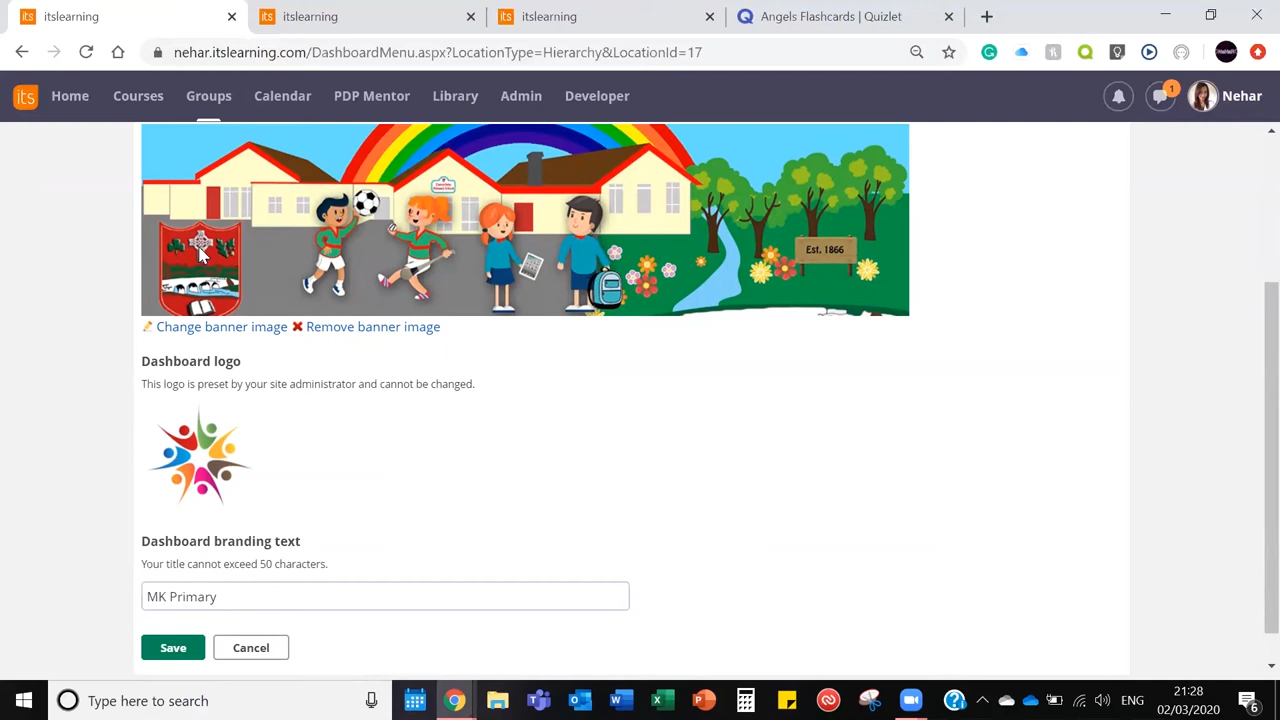 itslearning
itslearning
itslearning
Angels Flashcards | Quizlet
nehar.itslearning.com/DashboardMenu.aspx?LocationType=Hierarchy&LocationId=17
its
Home
Courses
Groups
Calendar
PDP Mentor
Library
Admin
Developer
1
Nehar
Est. 1866
Change banner image
Remove banner image
Dashboard logo
This logo is preset by your site administrator and cannot be changed.
Dashboard branding text
Your title cannot exceed 50 characters.
MK Primary
Save
Cancel
Type here to search
ENG
21:28
02/03/2020
6